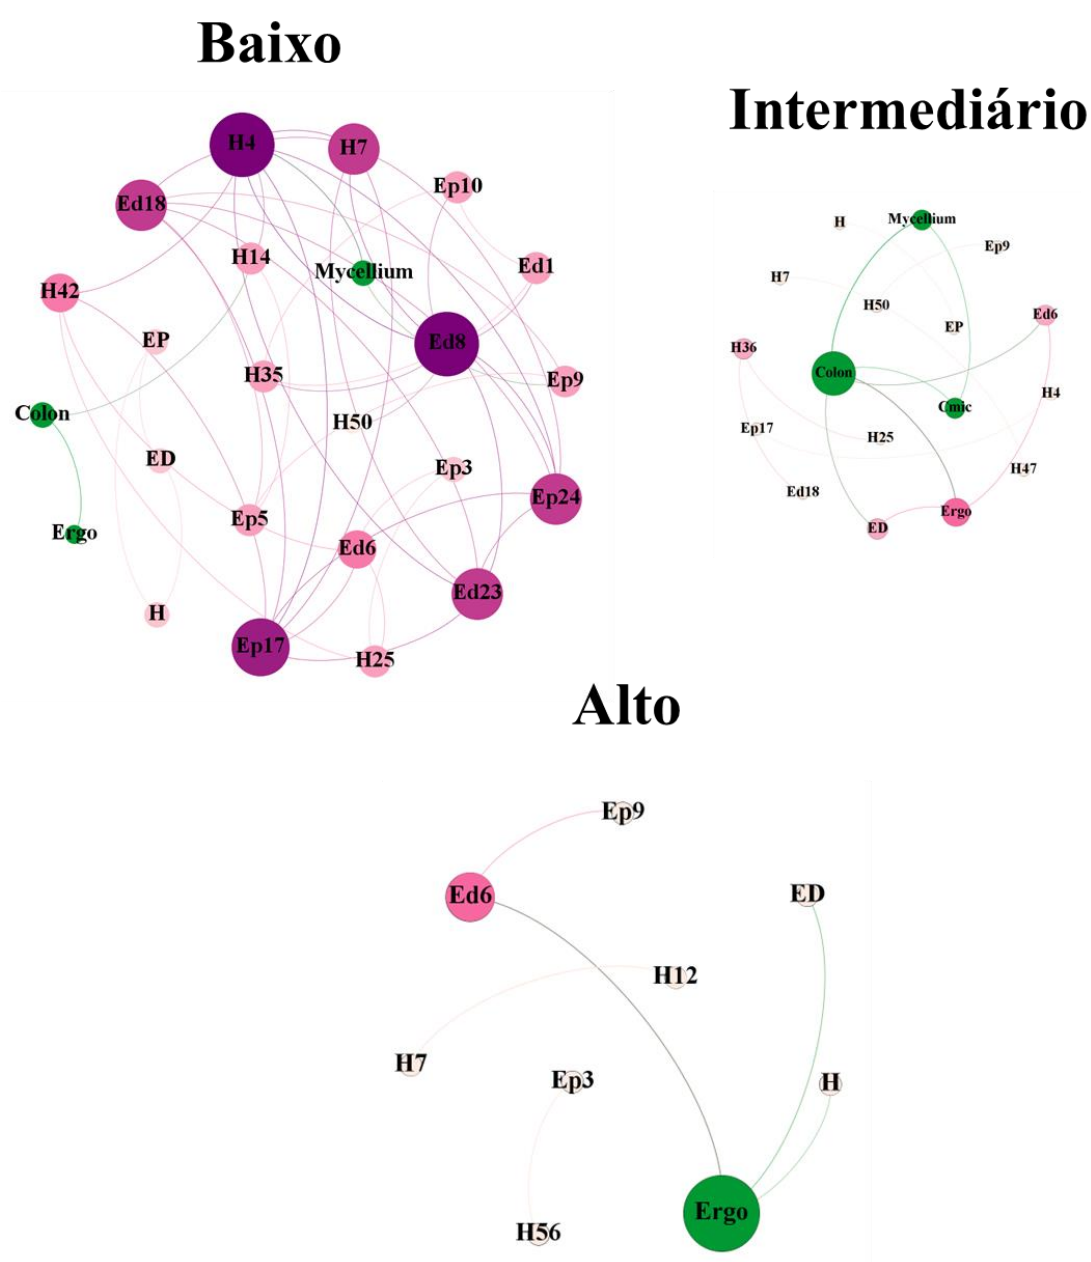 Baixo
H4
H7
Ep10
Ed18
H14
Mycellium
Ed1
H42
EP
Ed8
H35
Ep9
Colon
H50
ED
Ep3
Ep24
Ergo
Ep5
Ed6
Ed23
H
Ep17
H25
Intermediário
H
Mycellium
Ep9
H7
H50
Ed6
EP
H36
Colon
H4
Cmic
Ep17
H25
H47
Ed18
ED
Ergo
Alto
Ep9
Ed6
ED
H12
H7
Ep3
H
Ergo
H56